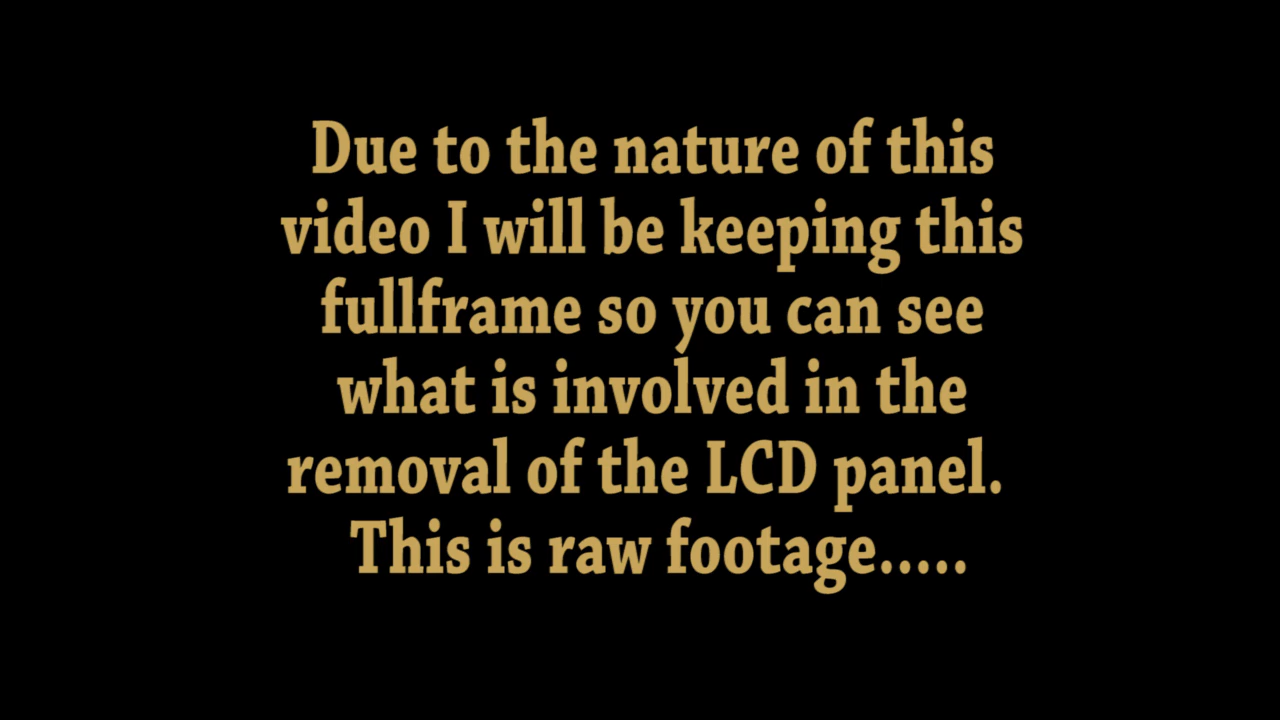 Due to the nature of this
video I will be keeping this
fullframe so you can see
what is involved in the
removal of the LCD panel.
This is raw footage.....